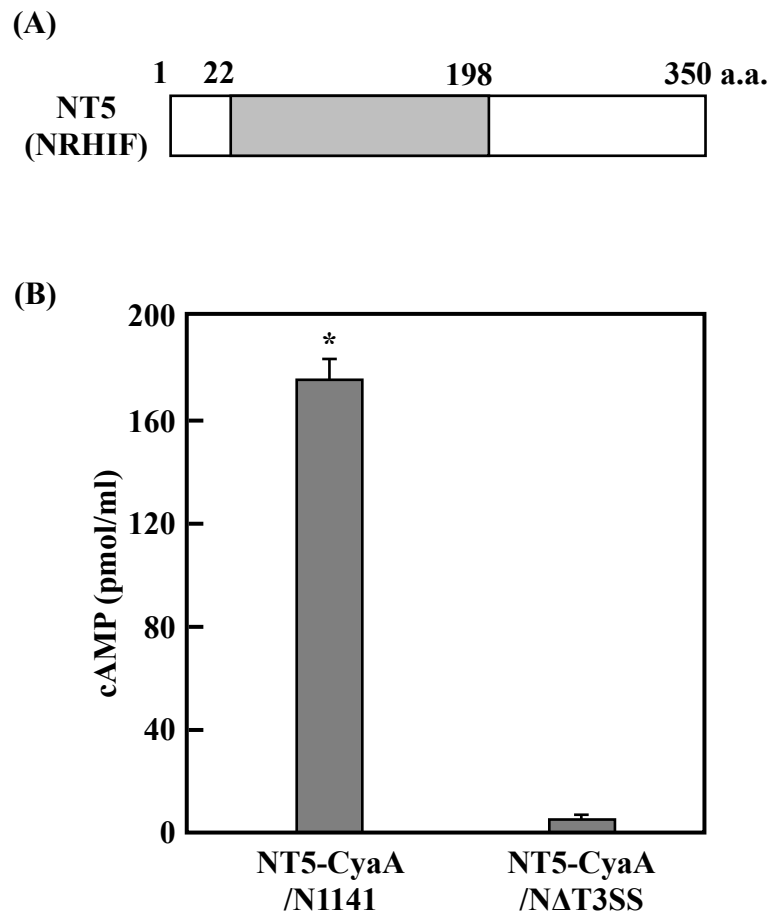 (A)
1 22 198 350 a.a.
NT5
(NRHIF)
(B)
200
160
120
80
40
0
cAMP (pmol/ml)
*
NT5-CyaA
/N1141
NT5-CyaA
/NΔT3SS